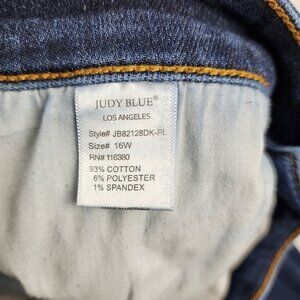 JUDY BLUE®
LOS ANGELES
Style# JB82128DK-PL
Size# 16W
RN# 116380
93% COTTON
6% POLYESTER
1% SPANDEX